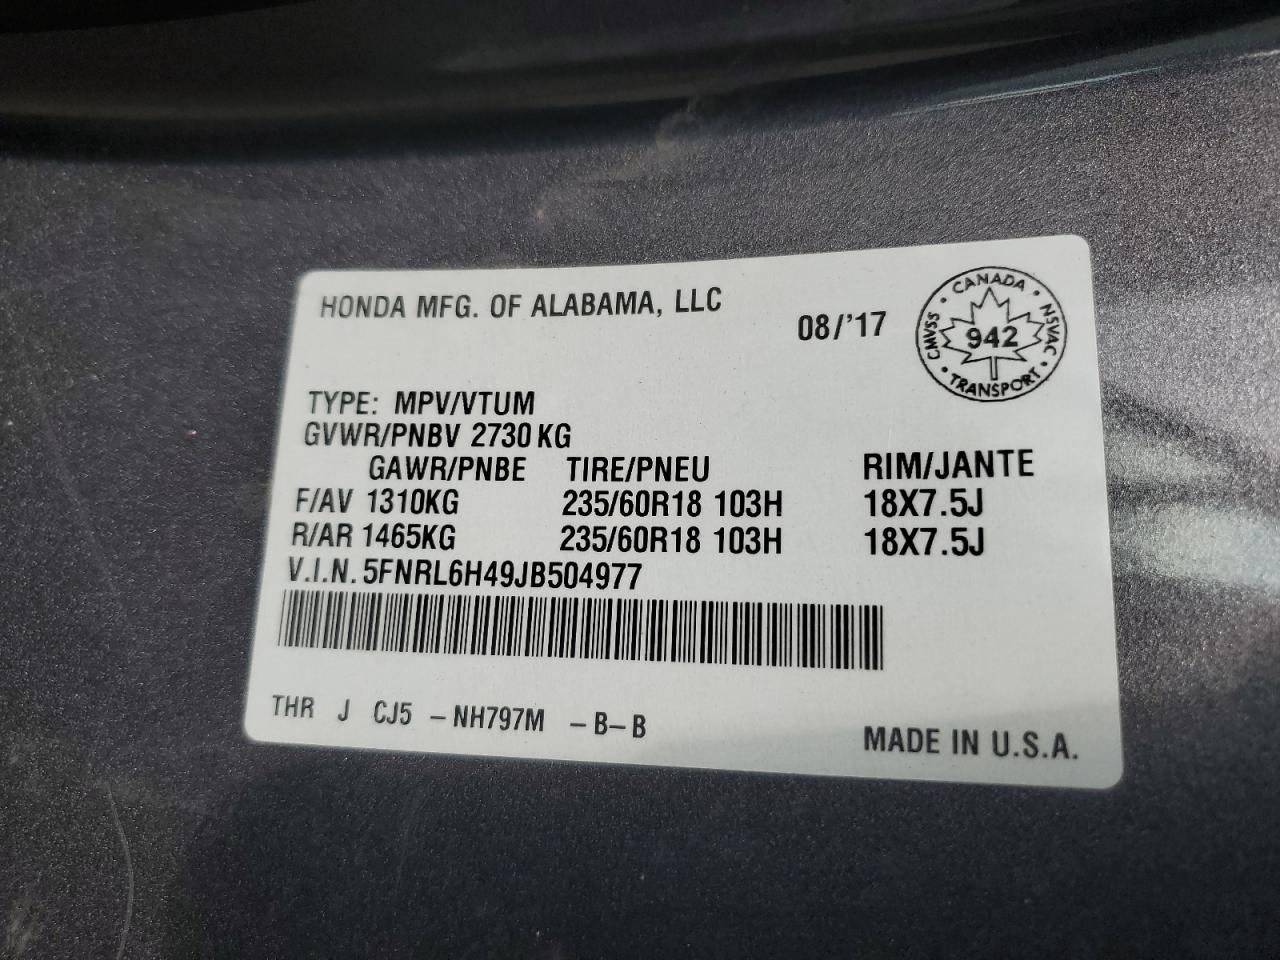 HONDA MFG. OF ALABAMA, LLC
08/'17
CANADA
CMVSS • 942 • NSVAC
TRANSPORT
TYPE: MPV/VTUM
GVWR/PNBV 2730 KG
GAWR/PNBE TIRE/PNEU RIM/JANTE
F/AV 1310KG 235/60R18 103H 18X7.5J
R/AR 1465KG 235/60R18 103H 18X7.5J
V.I.N. 5FNRL6H49JB504977
THR J CJ5 – NH797M – B– B
MADE IN U.S.A.